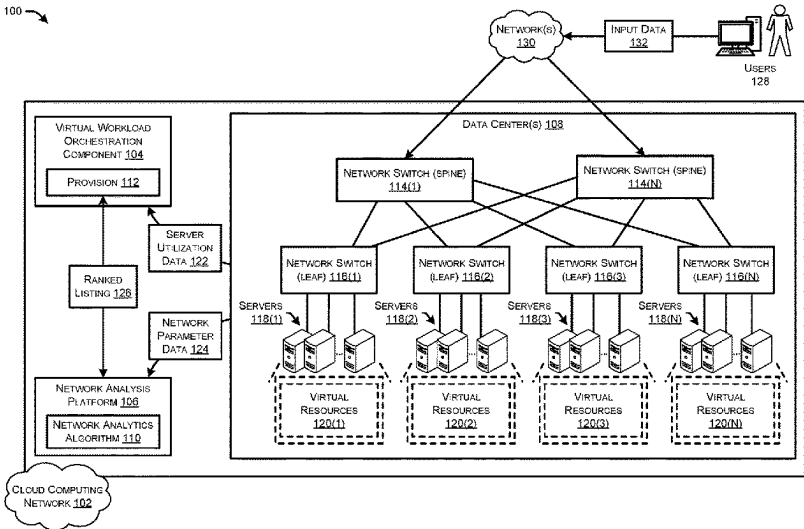 100
NETWORK(S)
130
INPUT DATA
132
USERS
128
VIRTUAL WORKLOAD
ORCHESTRATION
COMPONENT 104
PROVISION 112
SERVER
UTILIZATION
DATA 122
RANKED
LISTING 126
NETWORK
PARAMETER
DATA 124
NETWORK ANALYSIS
PLATFORM 106
NETWORK ANALYTICS
ALGORITHM 110
CLOUD COMPUTING
NETWORK 102
DATA CENTER(S) 108
NETWORK SWITCH (SPINE)
114(1)
NETWORK SWITCH (SPINE)
114(N)
NETWORK SWITCH
(LEAF) 116(1)
NETWORK SWITCH
(LEAF) 116(2)
NETWORK SWITCH
(LEAF) 116(3)
NETWORK SWITCH
(LEAF) 116(N)
SERVERS
118(1)
SERVERS
118(2)
SERVERS
118(3)
SERVERS
118(N)
VIRTUAL
RESOURCES
120(1)
VIRTUAL
RESOURCES
120(2)
VIRTUAL
RESOURCES
120(3)
VIRTUAL
RESOURCES
120(N)